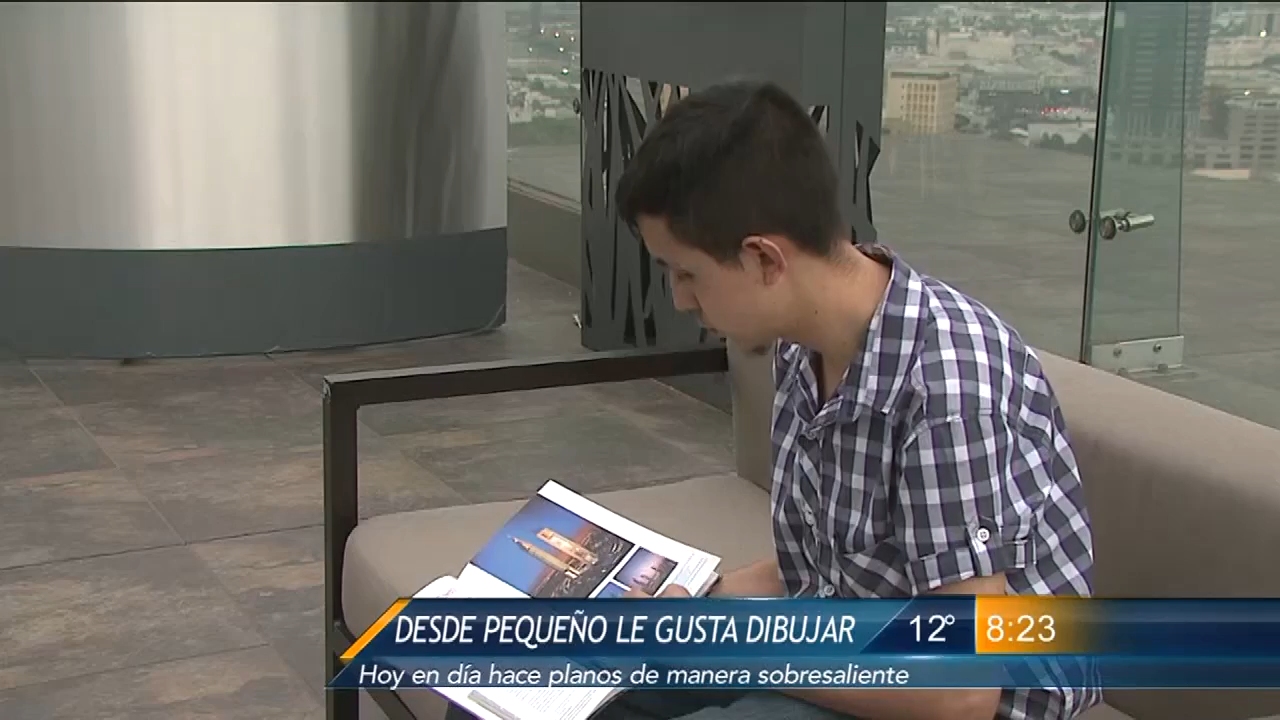 DESDE PEQUEÑO LE GUSTA DIBUJAR 12° 8:23
Hoy en día hace planos de manera sobresaliente